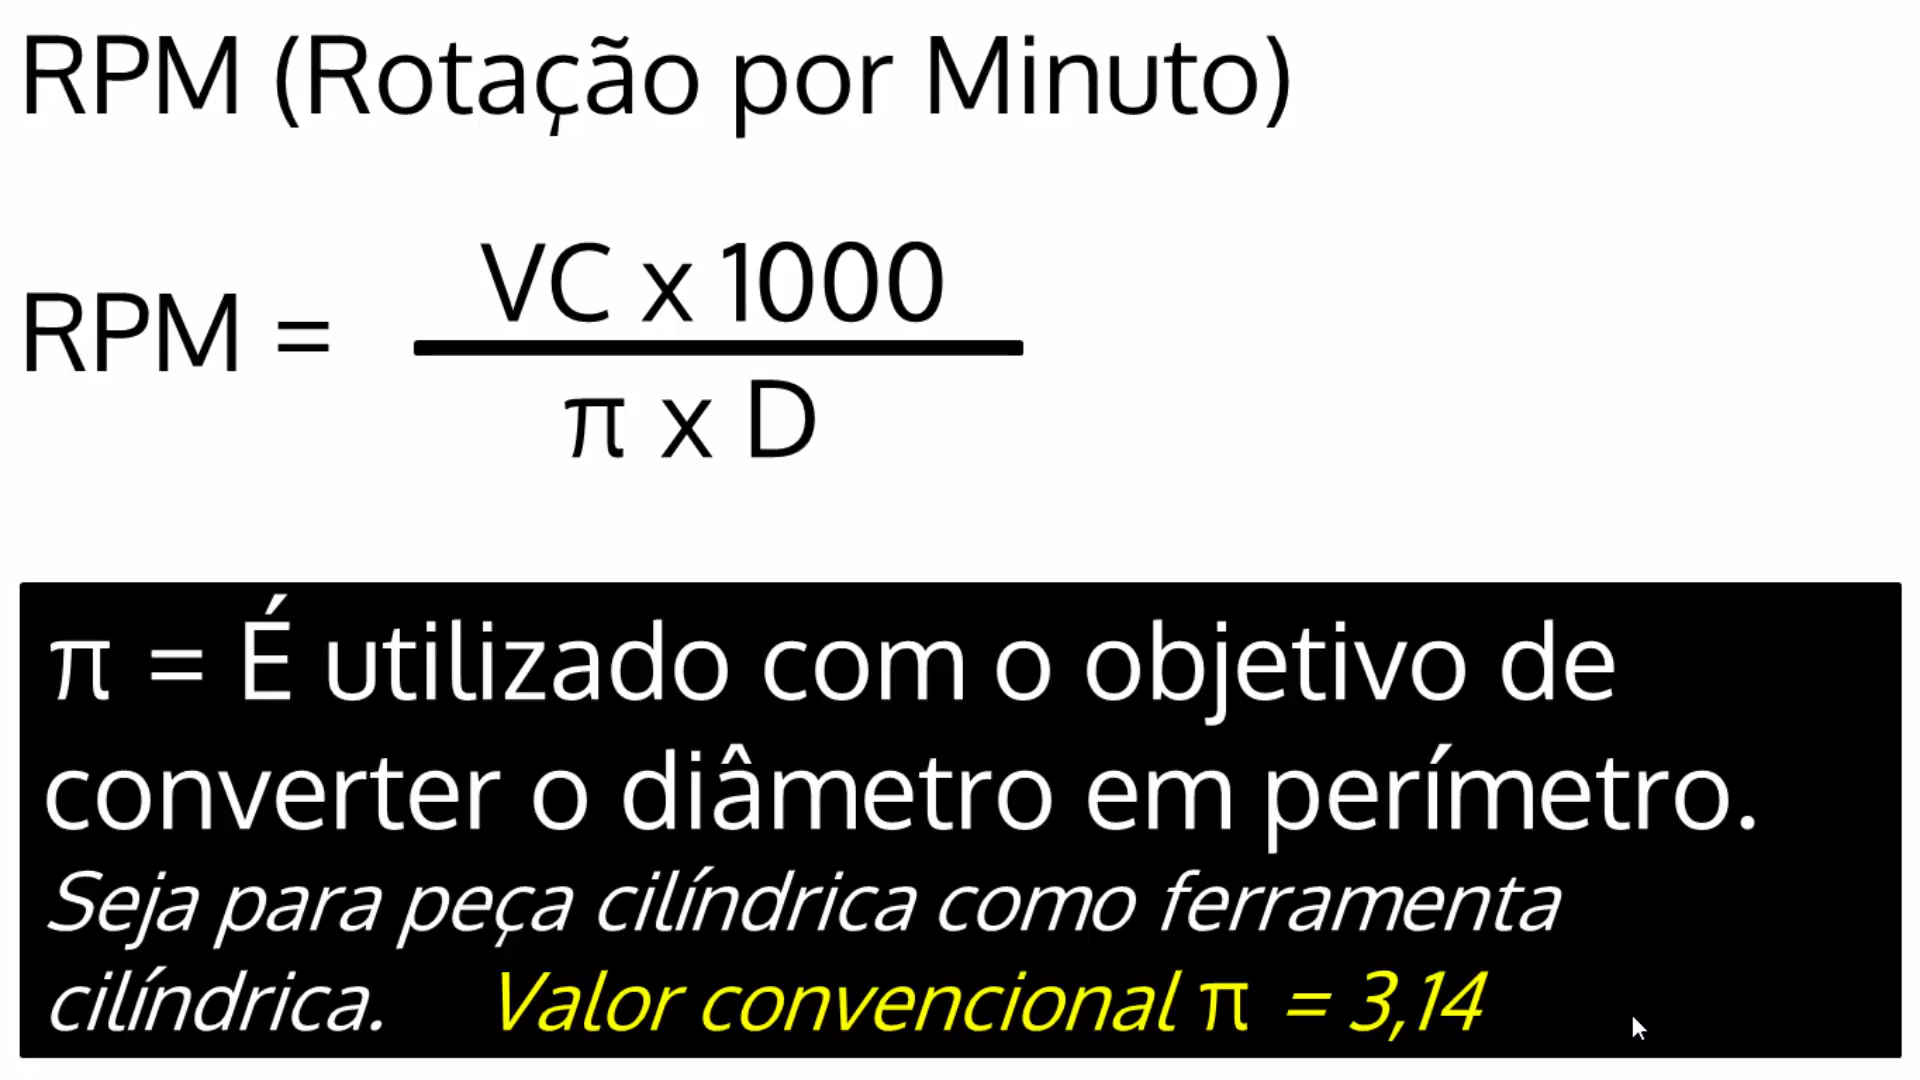 RPM (Rotação por Minuto)
VC x 1000
RPM =
π x D
π = É utilizado com o objetivo de
converter o diâmetro em perímetro.
Seja para peça cilíndrica como ferramenta
cilíndrica. Valor convencional π = 3,14